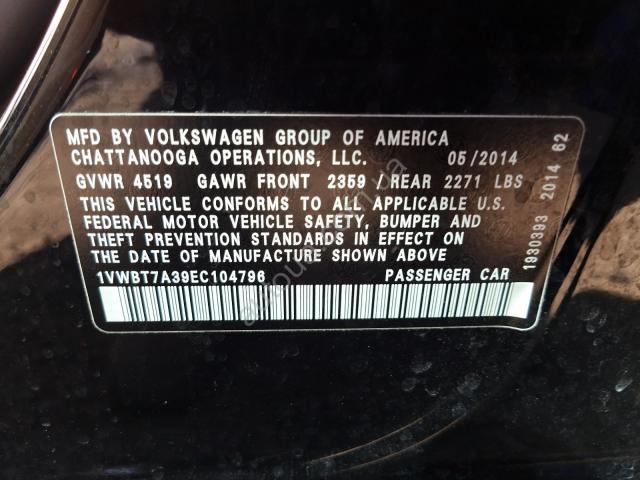 MFD BY VOLKSWAGEN GROUP OF AMERICA
CHATTANOOGA OPERATIONS, LLC. 05/2014
GVWR 4519 GAWR FRONT 2359 REAR 2271 LBS
THIS VEHICLE CONFORMS TO ALL APPLICABLE U.S.
FEDERAL MOTOR VEHICLE SAFETY, BUMPER AND
THEFT PREVENTION STANDARDS IN EFFECT ON
THE DATE OF MANUFACTURE SHOWN ABOVE
1VWBT7A39EC104796 PASSENGER CAR
1930393 2014 62